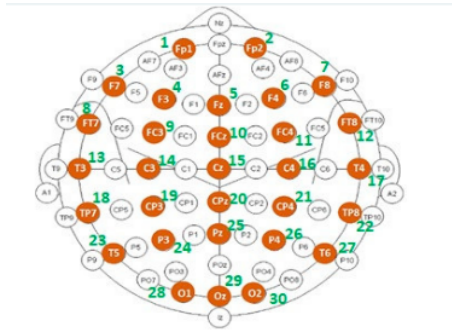 Nz
1 Fp1 Fpz Fp2 2
AF7 AF3 AFz AF4 AF8
3 7
F9 F7 F5 F3 4 F1 Fz 5 F2 F4 6 F6 F8 F10
8
FT9 FT7 FC5 FC3 9 FC1 FCz 10 FC2 FC4 11 FC5 FT8 12 FT10
T9 T3 13 C5 C3 14 C1 Cz 15 C2 C4 16 C6 T4 17 T10
A1 A2
TP9 TP7 18 CP5 CP3 19 CP1 CPz 20 CP2 CP4 21 CP6 TP8 22 TP10
P9 T5 23 P5 P3 24 P1 Pz 25 P2 P4 26 P6 T6 27 P10
PO7 PO3 POz PO4 PO8
28 O1 Oz 29 O2 30
Iz